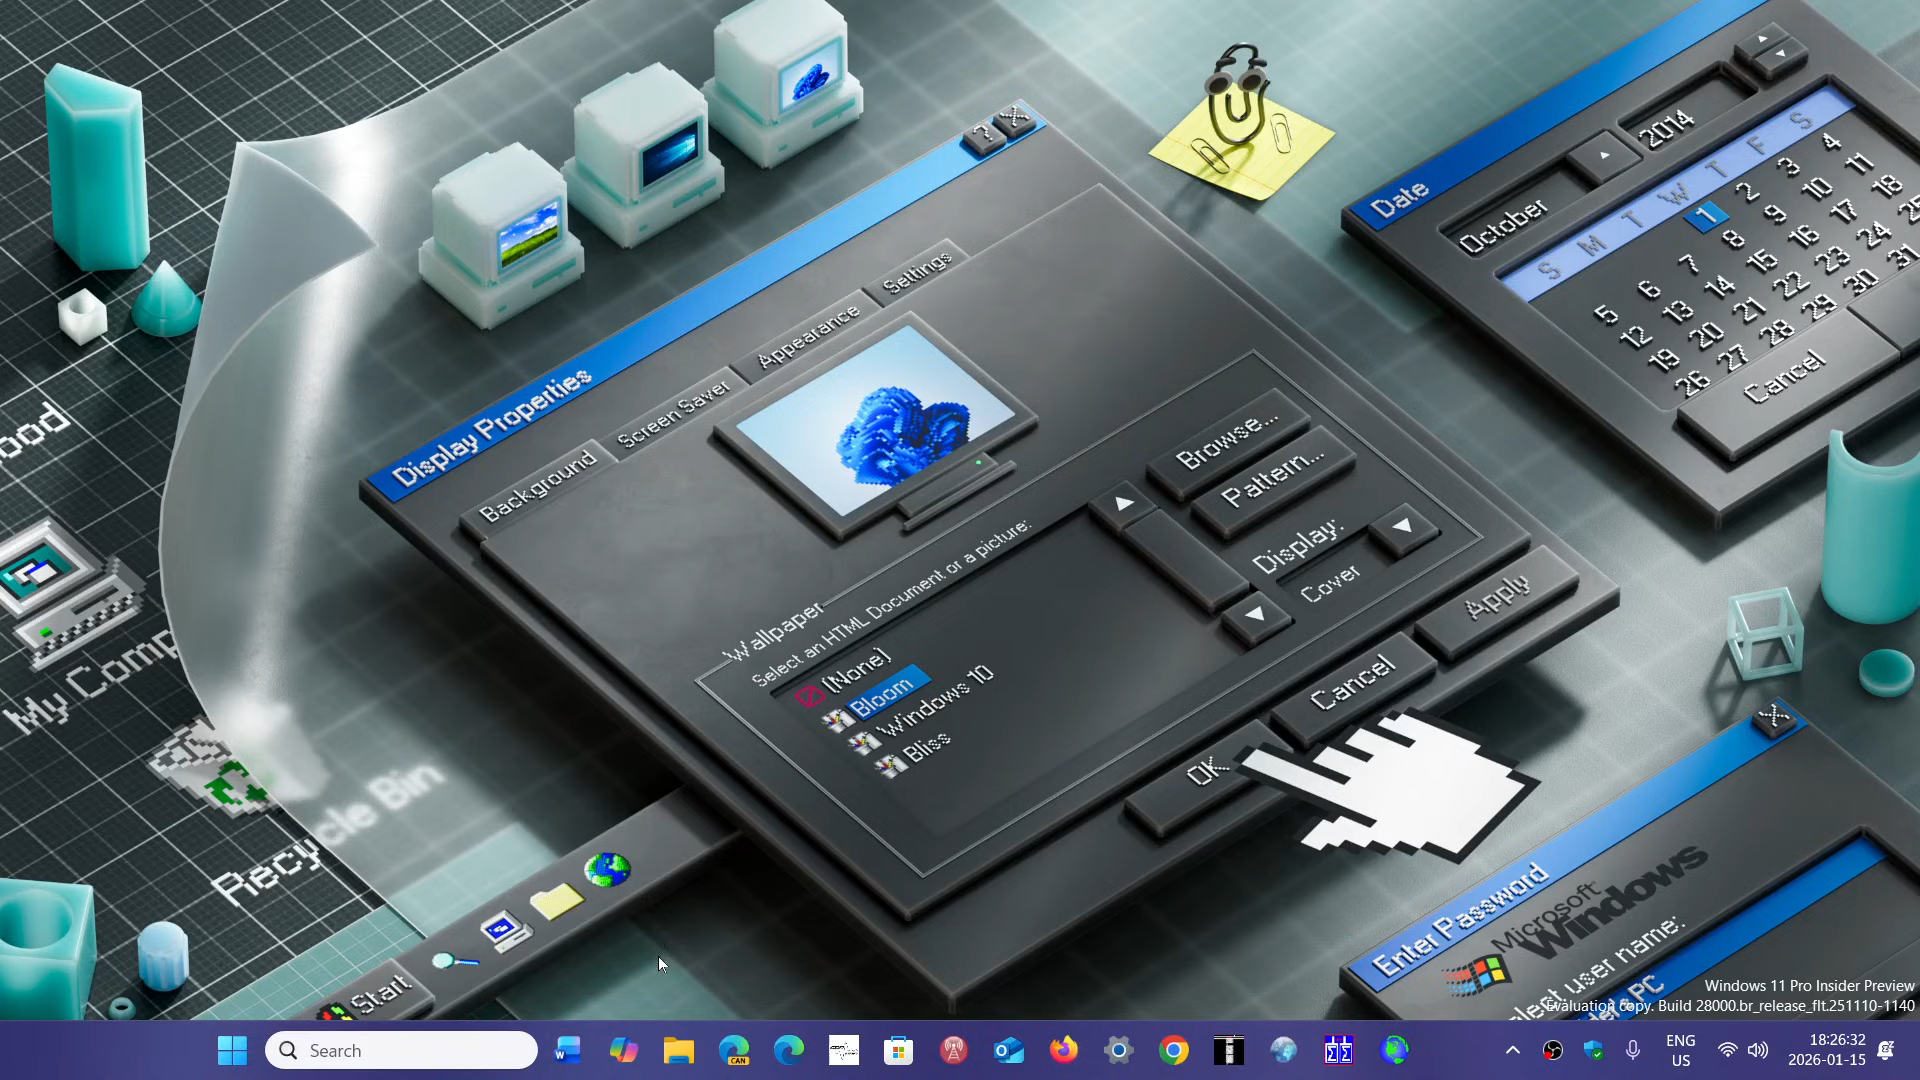 Display Properties
Background
Screen Saver
Appearance
Settings
?
Wallpaper
Select an HTML Document or a picture:
(None)
Bloom
Windows 10
Bliss
Browse...
Pattern...
Display:
Cover
OK
Cancel
Apply
Date
October
2014
S M T W T F S
1 2 3 4
5 6 7 8 9 10 11
12 13 14 15 16 17 18
19 20 21 22 23 24 25
26 27 28 29 30 31
Cancel
My Comp
Recycle Bin
Start
Enter Password
Microsoft
Windows
elect user name:
Windows 11 Pro Insider Preview
Evaluation copy. Build 28000.br_release_flt.251110-1140
Search
W
CAN
ENG
US
18:26:32
2026-01-15